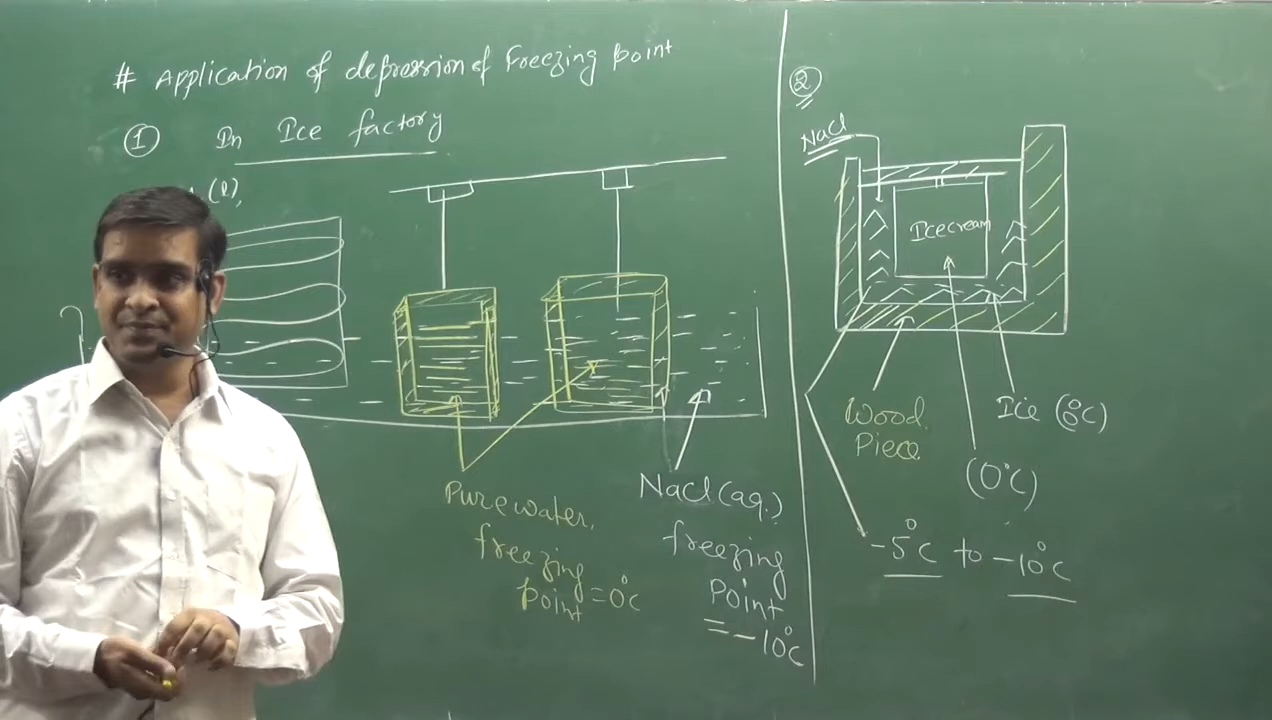 # Application of depression of Freezing point
① In Ice factory
(l),
Pure water.
freezing
point = 0°C
NaCl (aq.)
freezing
point
= -10°C
②
NaCl
Icecream
Wood
Piece
Ice (0°C)
(0°C)
-5°C to -10°C